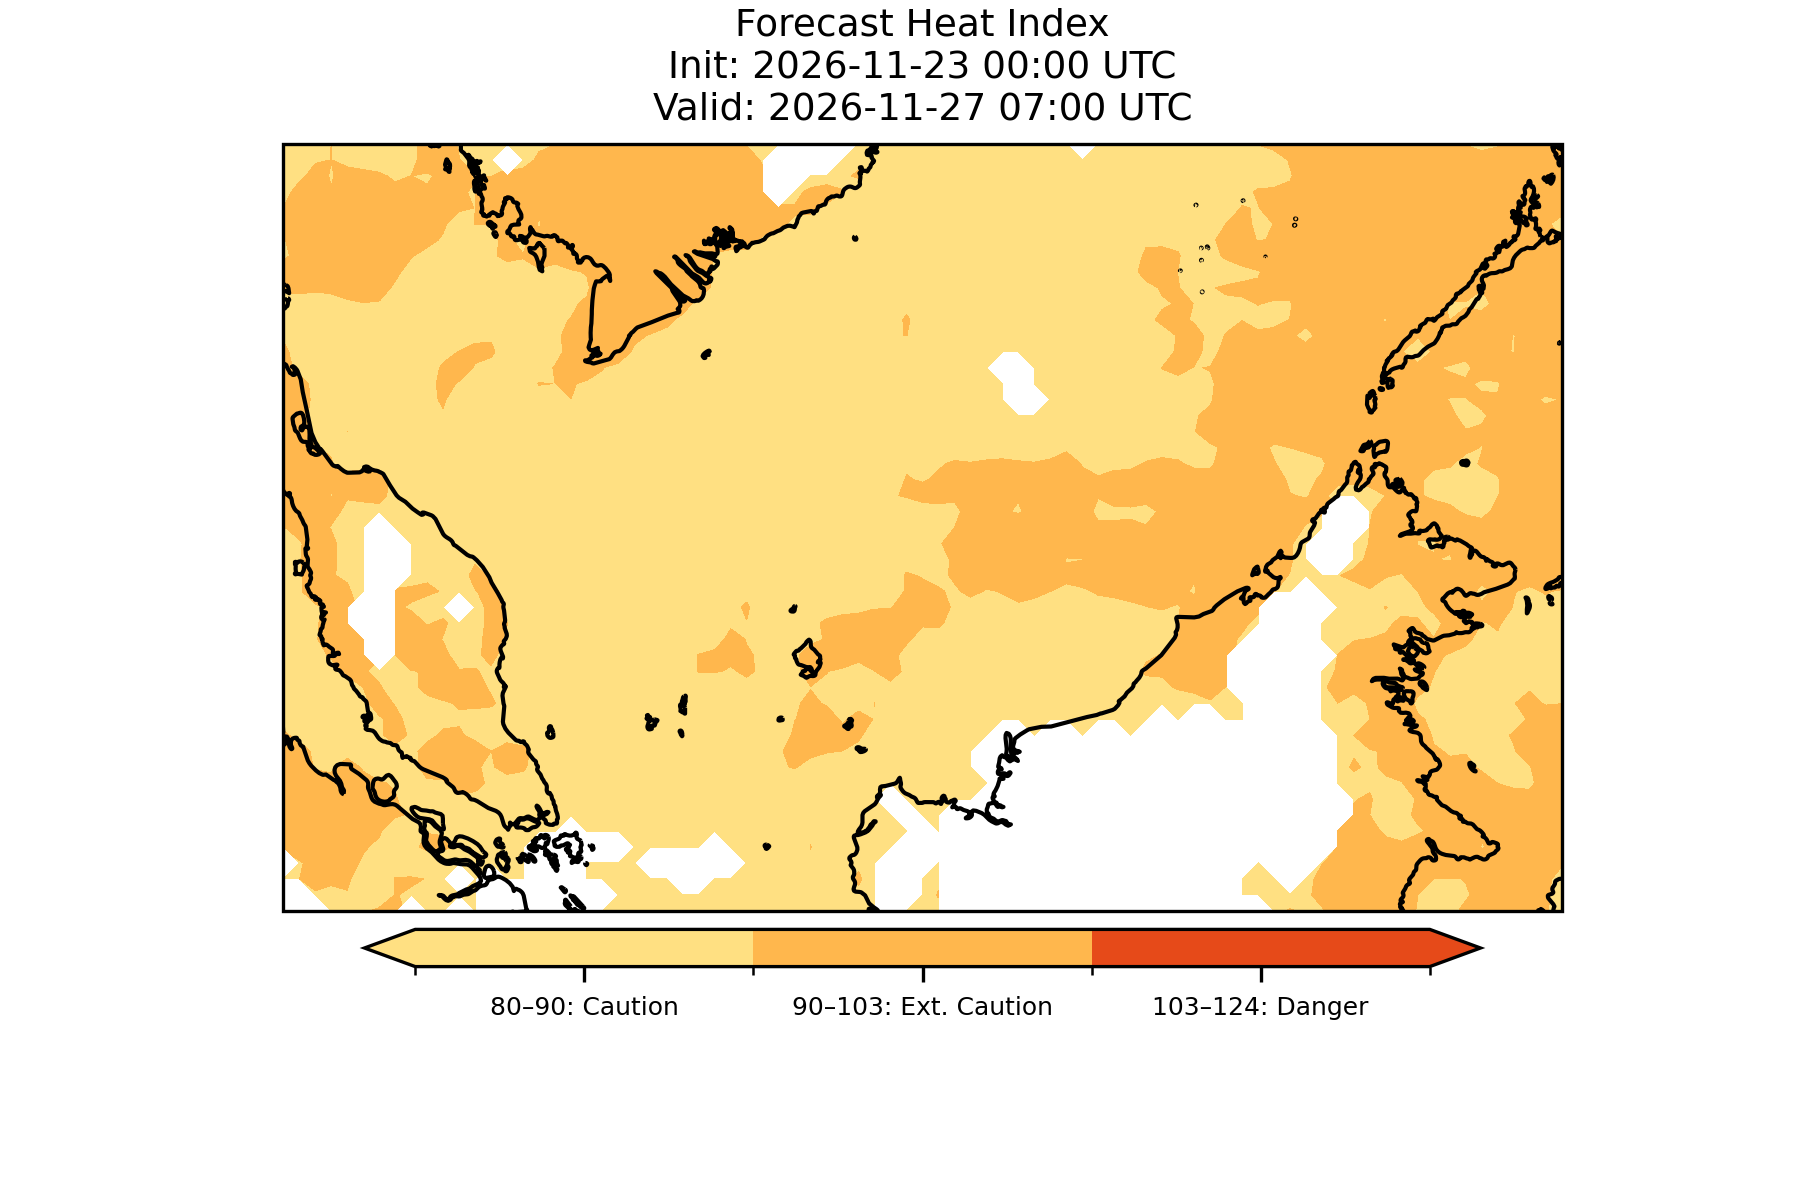 Forecast Heat Index
Init: 2026-11-23 00:00 UTC
Valid: 2026-11-27 07:00 UTC
80–90: Caution
90–103: Ext. Caution
103–124: Danger